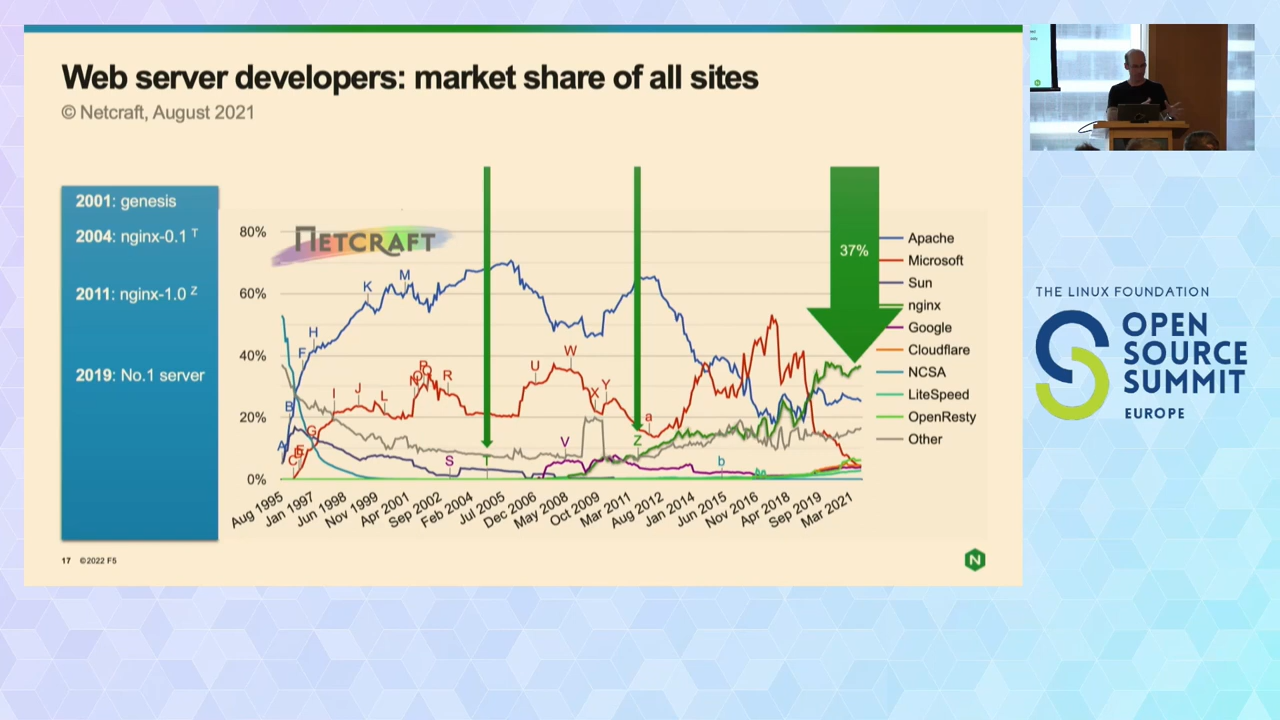 Web server developers: market share of all sites
© Netcraft, August 2021
2001: genesis
2004: nginx-0.1 T
2011: nginx-1.0 Z
2019: No.1 server
NETCRAFT
80%
60%
40%
20%
0%
A
B
C
D
E
F
G
H
I
J
K
L
M
N
O
P
Q
R
S
T
U
V
W
X
Y
Z
a
b
37%
Apache
Microsoft
Sun
nginx
Google
Cloudflare
NCSA
LiteSpeed
OpenResty
Other
Aug 1995
Jan 1997
Jun 1998
Nov 1999
Apr 2001
Sep 2002
Feb 2004
Jul 2005
Dec 2006
May 2008
Oct 2009
Mar 2011
Aug 2012
Jan 2014
Jun 2015
Nov 2016
Apr 2018
Sep 2019
Mar 2021
17 ©2022 F5
N
THE LINUX FOUNDATION
OPEN
SOURCE
SUMMIT
EUROPE